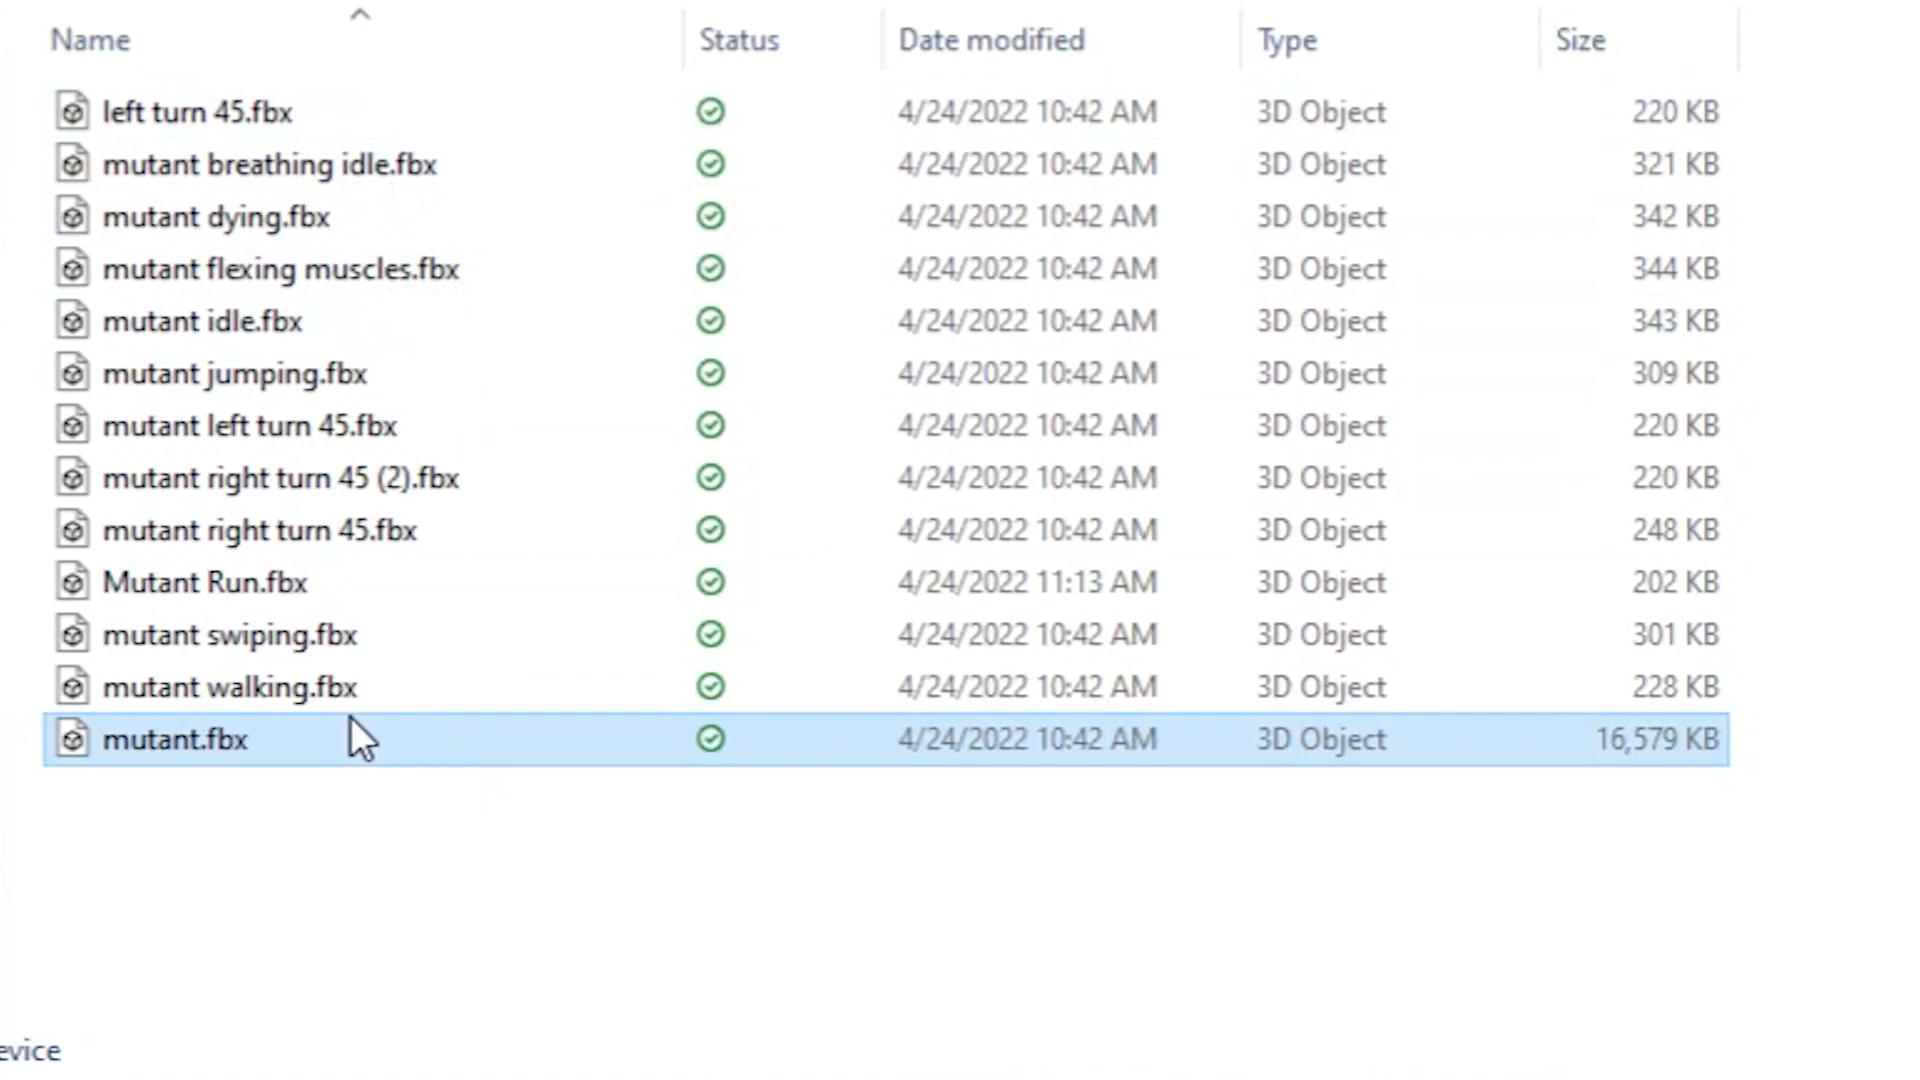 Name Status Date modified Type Size
left turn 45.fbx 4/24/2022 10:42 AM 3D Object 220 KB
mutant breathing idle.fbx 4/24/2022 10:42 AM 3D Object 321 KB
mutant dying.fbx 4/24/2022 10:42 AM 3D Object 342 KB
mutant flexing muscles.fbx 4/24/2022 10:42 AM 3D Object 344 KB
mutant idle.fbx 4/24/2022 10:42 AM 3D Object 343 KB
mutant jumping.fbx 4/24/2022 10:42 AM 3D Object 309 KB
mutant left turn 45.fbx 4/24/2022 10:42 AM 3D Object 220 KB
mutant right turn 45 (2).fbx 4/24/2022 10:42 AM 3D Object 220 KB
mutant right turn 45.fbx 4/24/2022 10:42 AM 3D Object 248 KB
Mutant Run.fbx 4/24/2022 11:13 AM 3D Object 202 KB
mutant swiping.fbx 4/24/2022 10:42 AM 3D Object 301 KB
mutant walking.fbx 4/24/2022 10:42 AM 3D Object 228 KB
mutant.fbx 4/24/2022 10:42 AM 3D Object 16,579 KB
evice